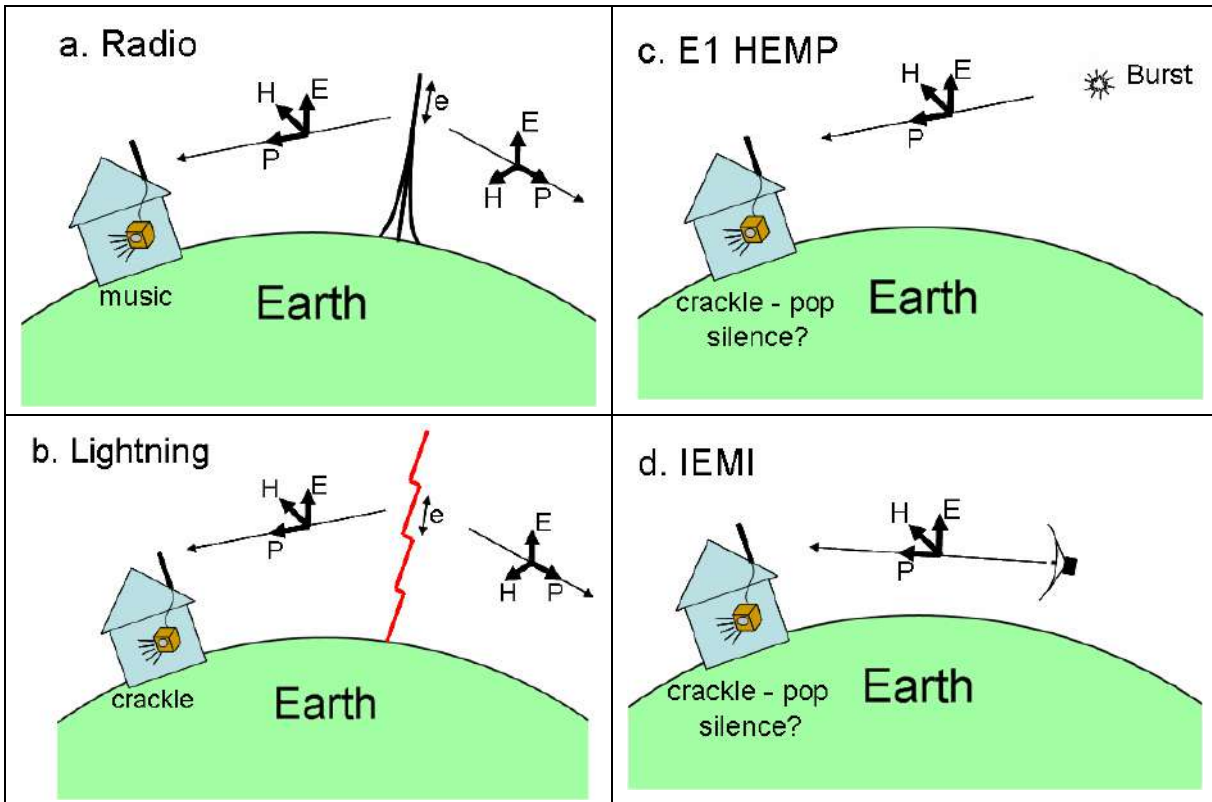 a. Radio
H
E
P
e
E
H
P
music
Earth
c. E1 HEMP
H
E
P
Burst
crackle - pop
silence?
Earth
b. Lightning
H
E
P
e
E
H
P
crackle
Earth
d. IEMI
H
E
P
crackle - pop
silence?
Earth